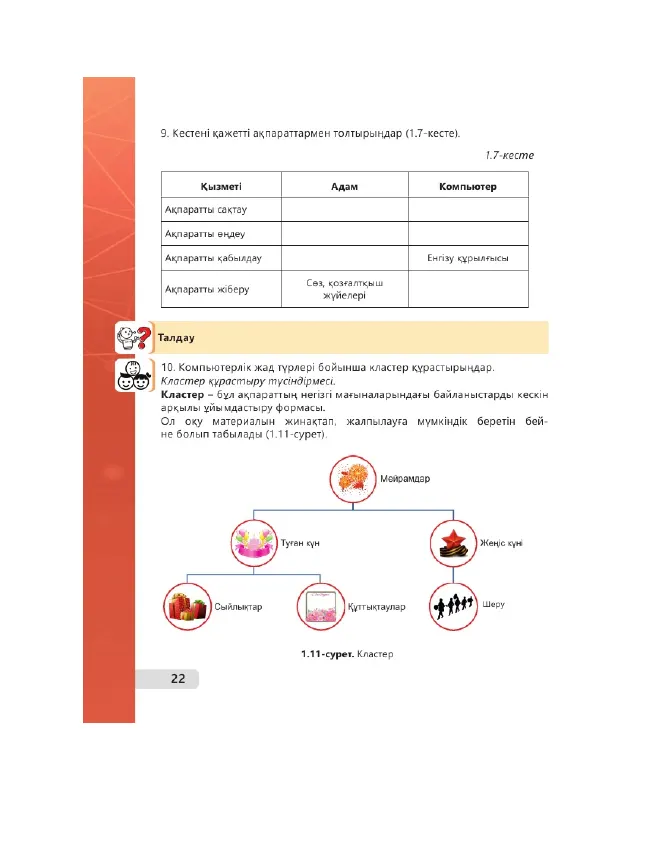 9. Кестені қажетті ақпараттармен толтырыңдар (1.7-кесте).
1.7-кесте
Қызметі Адам Компьютер
Ақпаратты сақтау
Ақпаратты өңдеу
Ақпаратты қабылдау Енгізу құрылғысы
Ақпаратты жіберу Сөз, қозғалтқыш
жүйелері
Талдау
10. Компьютерлік жад түрлері бойынша кластер құрастырыңдар.
Кластер құрастыру түсіндірмесі.
Кластер – бұл ақпараттың негізгі мағыналарындағы байланыстарды кескін
арқылы ұйымдастыру формасы.
Ол оқу материалын жинақтап, жалпылауға мүмкіндік беретін бей-
не болып табылады (1.11-сурет).
Мейрамдар
Туған күн Жеңіс күні
Сыйлықтар Құттықтаулар Шеру
1.11-сурет. Кластер
22